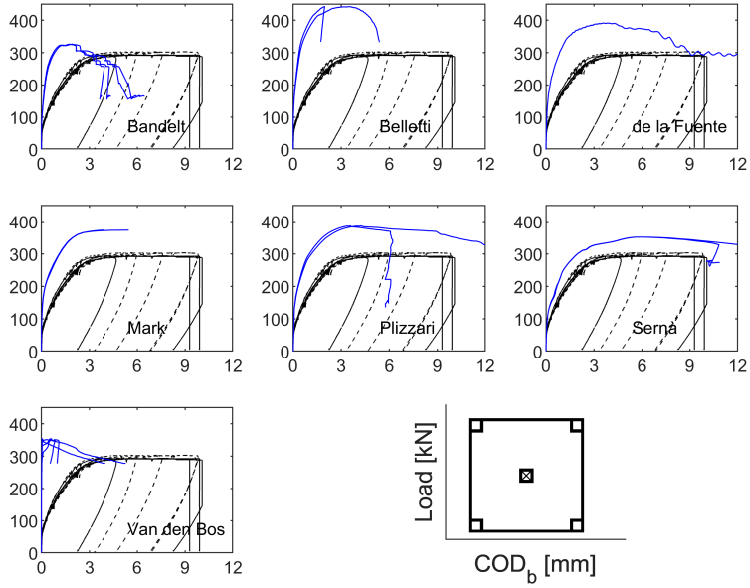 400
300
200
100
0
Bandelt
0 3 6 9 12
400
300
200
100
0
Belletti
0 3 6 9 12
400
300
200
100
0
de la Fuente
0 3 6 9 12
400
300
200
100
0
Mark
0 3 6 9 12
400
300
200
100
0
Plizzari
0 3 6 9 12
400
300
200
100
0
Serna
0 3 6 9 12
400
300
200
100
0
Van den Bos
0 3 6 9 12
Load [kN]
COD_b [mm]